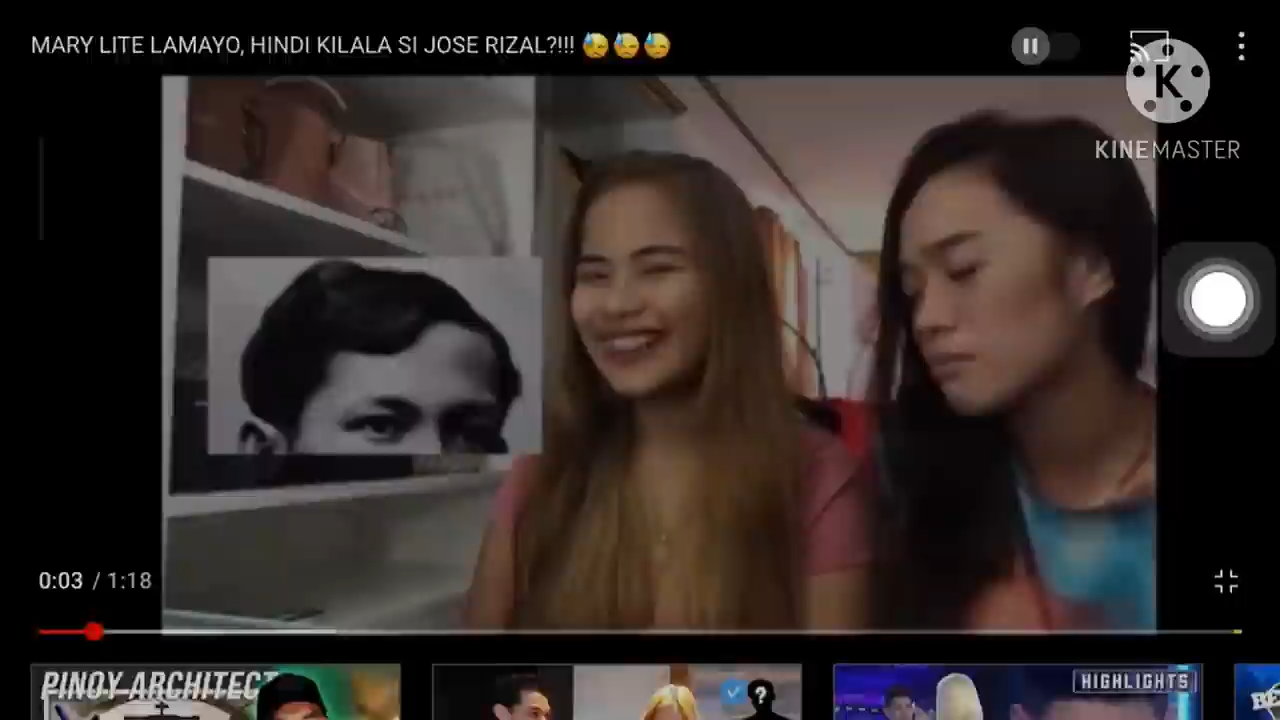 MARY LITE LAMAYO, HINDI KILALA SI JOSE RIZAL?!!! 😓😓😓
K
KINEMASTER
0:03 / 1:18
PINOY ARCHITECT
?
HIGHLIGHTS